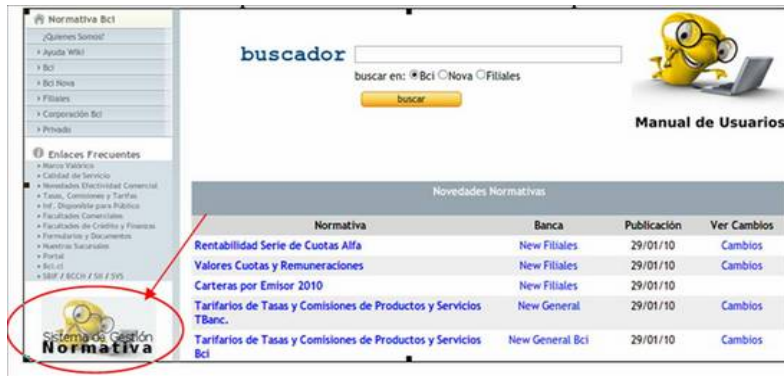 Normativa Bci
¿Quienes Somos?
Ayuda Wiki
Bci
Bci Nova
Filiales
Corporación Bci
Privado
Enlaces Frecuentes
Marco Valórico
Calidad de Servicio
Novedades Efectividad Comercial
Tasas, Comisiones y Tarifas
Inf. Disponible para Público
Facultades Comerciales
Facultades de Crédito y Finanzas
Formularios y Documentos
Nuestras Sucursales
Portal
Bci.cl
SBIF / BCCH / SII / SVS
Sistema de Gestión
Normativa
buscador
buscar en: Bci Nova Filiales
buscar
Manual de Usuarios
Novedades Normativas
Normativa Banca Publicación Ver Cambios
Rentabilidad Serie de Cuotas Alfa New Filiales 29/01/10 Cambios
Valores Cuotas y Remuneraciones New Filiales 29/01/10 Cambios
Carteras por Emisor 2010 New Filiales 29/01/10
Tarifarios de Tasas y Comisiones de Productos y Servicios New General 29/01/10 Cambios
TBanc.
Tarifarios de Tasas y Comisiones de Productos y Servicios New General Bci 29/01/10 Cambios
Bci